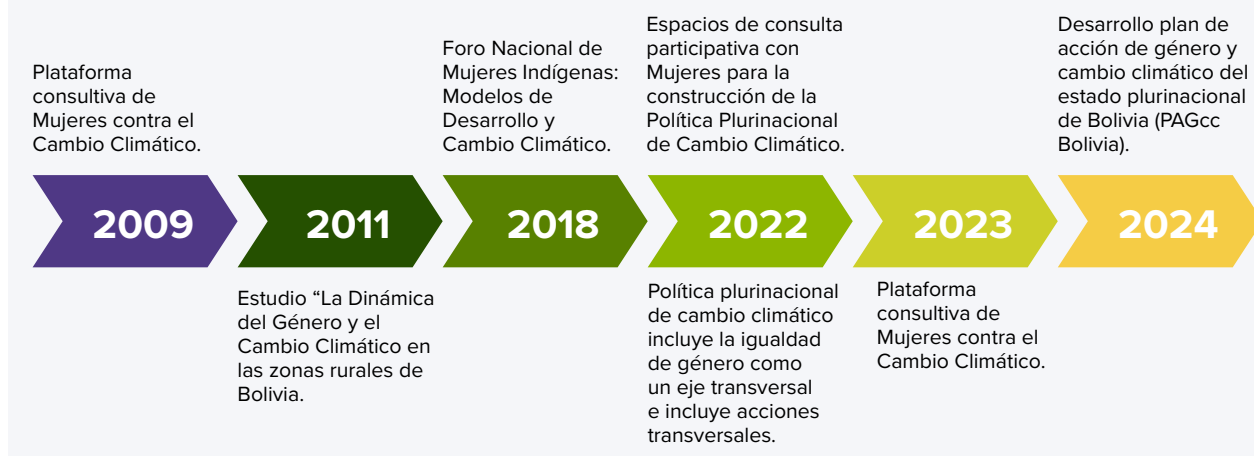 Plataforma
consultiva de
Mujeres contra el
Cambio Climático.
2009
2011
Estudio “La Dinámica
del Género y el
Cambio Climático en
las zonas rurales de
Bolivia.
Foro Nacional de
Mujeres Indígenas:
Modelos de
Desarrollo y
Cambio Climático.
2018
Espacios de consulta
participativa con
Mujeres para la
construcción de la
Política Plurinacional
de Cambio Climático.
2022
Política plurinacional
de cambio climático
incluye la igualdad
de género como
un eje transversal
e incluye acciones
transversales.
2023
Plataforma
consultiva de
Mujeres contra el
Cambio Climático.
Desarrollo plan de
acción de género y
cambio climático del
estado plurinacional
de Bolivia (PAGcc
Bolivia).
2024